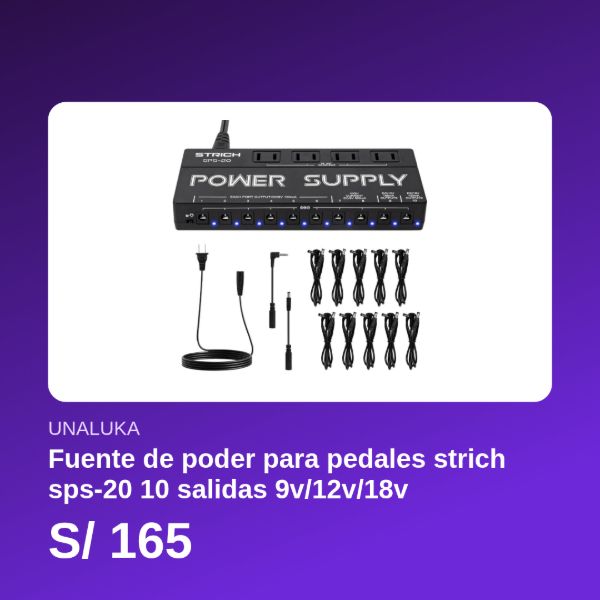 STRICH
SPS-20
POWER SUPPLY
UNALUKA
Fuente de poder para pedales strich
sps-20 10 salidas 9v/12v/18v
S/ 165